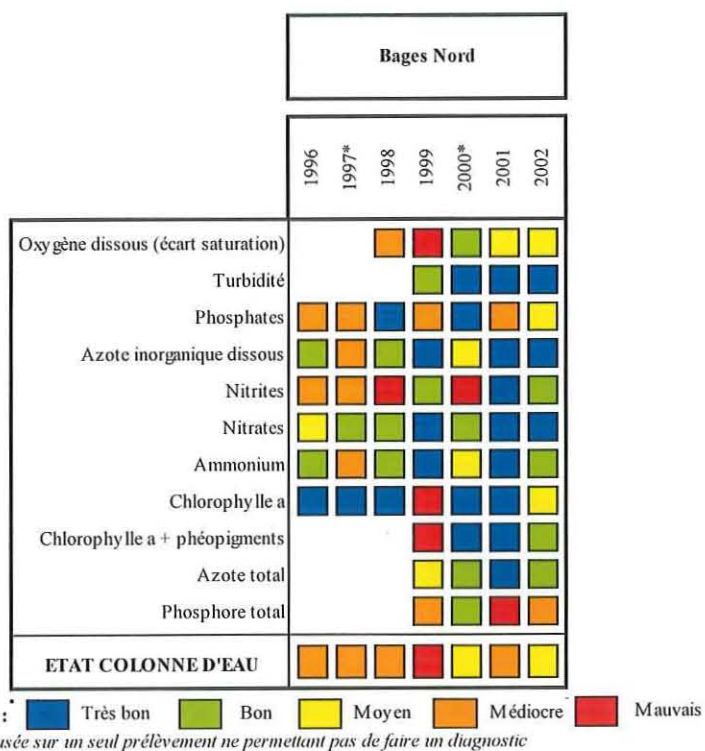 Bages Nord
1996 1997* 1998 1999 2000* 2001 2002
Oxygène dissous (écart saturation)
Turbidité
Phosphates
Azote inorganique dissous
Nitrites
Nitrates
Ammonium
Chlorophylle a
Chlorophylle a + phéopigments
Azote total
Phosphore total
ETAT COLONNE D'EAU
: Très bon Bon Moyen Médiocre Mauvais
sur un seul prélèvement ne permettant pas de faire un diagnostic